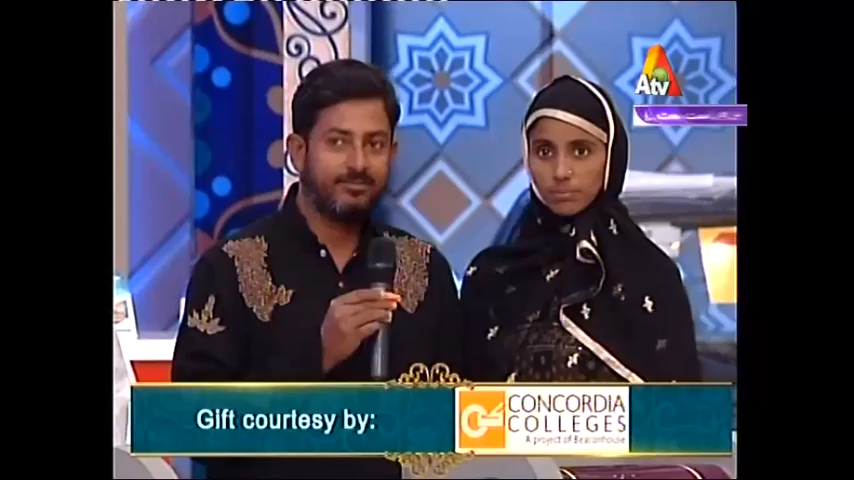 Atv
Gift courtesy by:
CONCORDIA
COLLEGES
A project of Beaconhouse